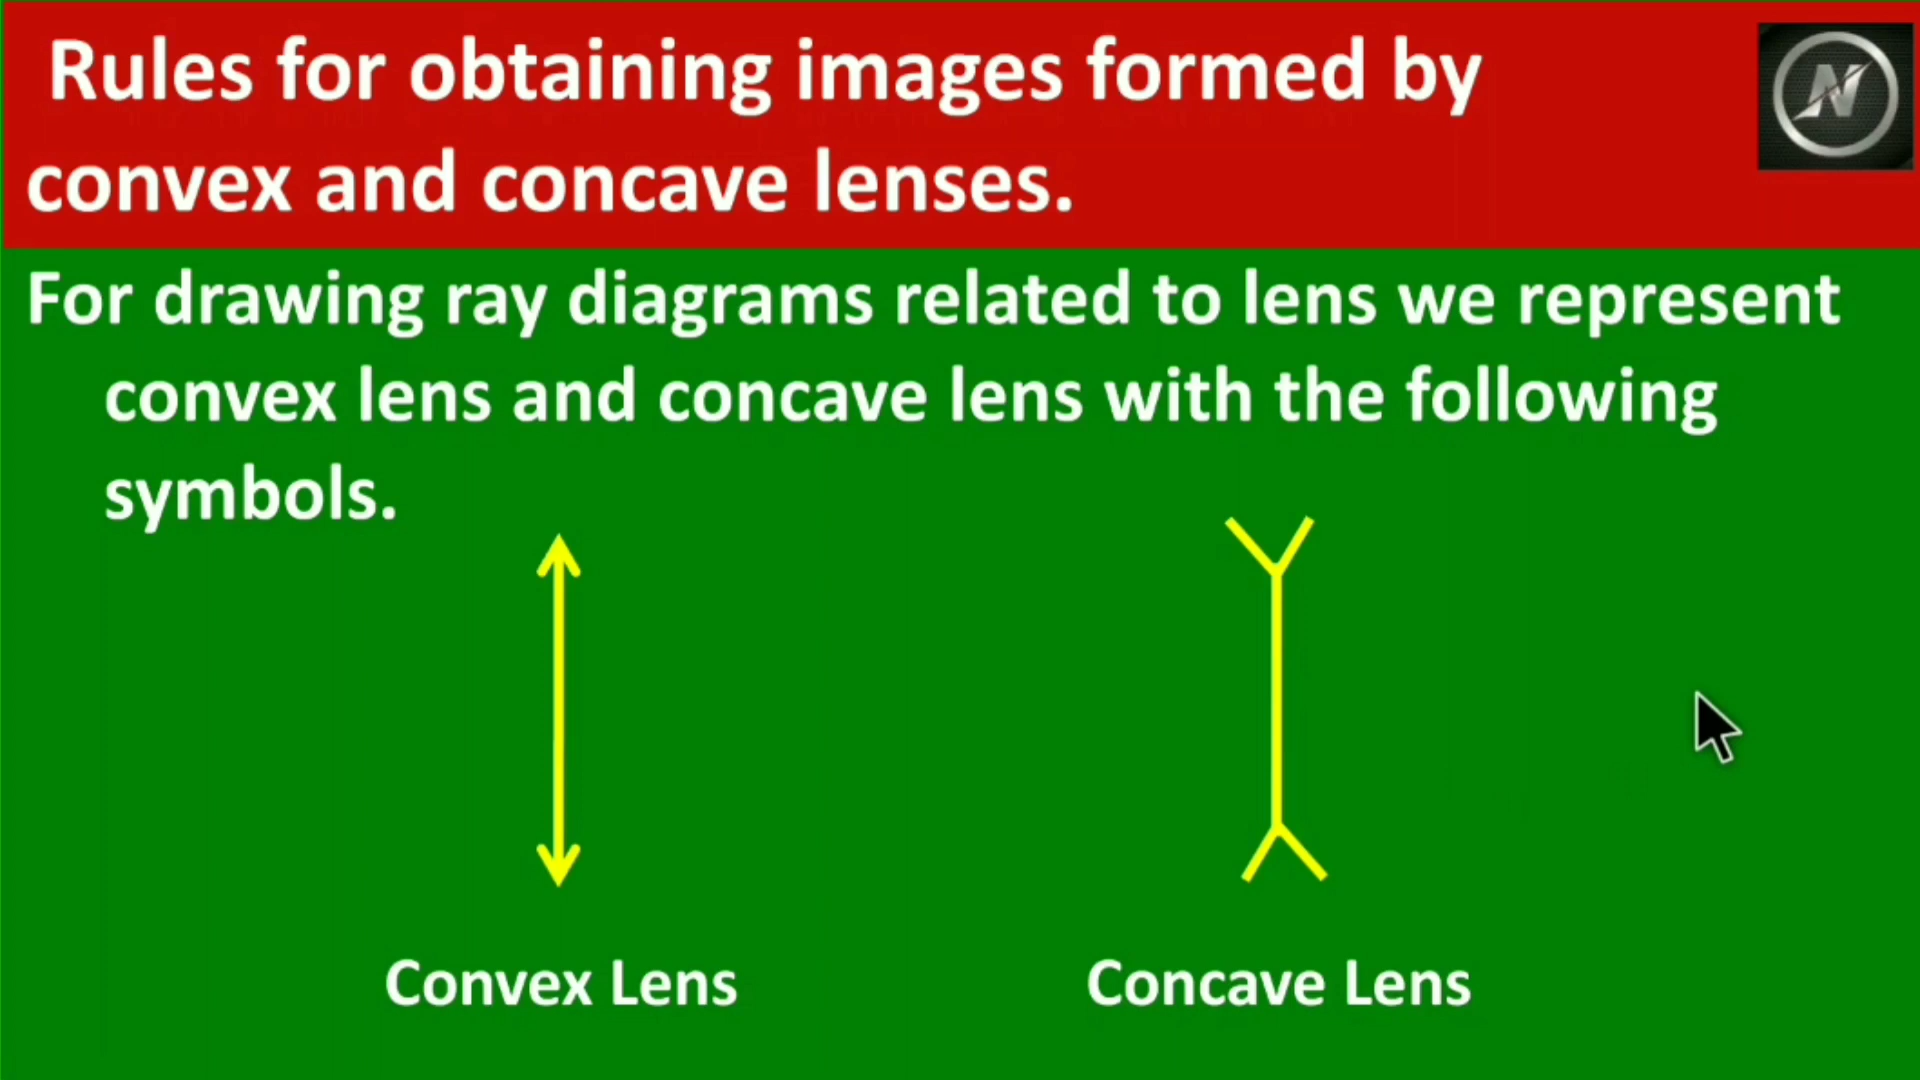 Rules for obtaining images formed by
convex and concave lenses.
N
For drawing ray diagrams related to lens we represent
convex lens and concave lens with the following
symbols.
Convex Lens
Concave Lens